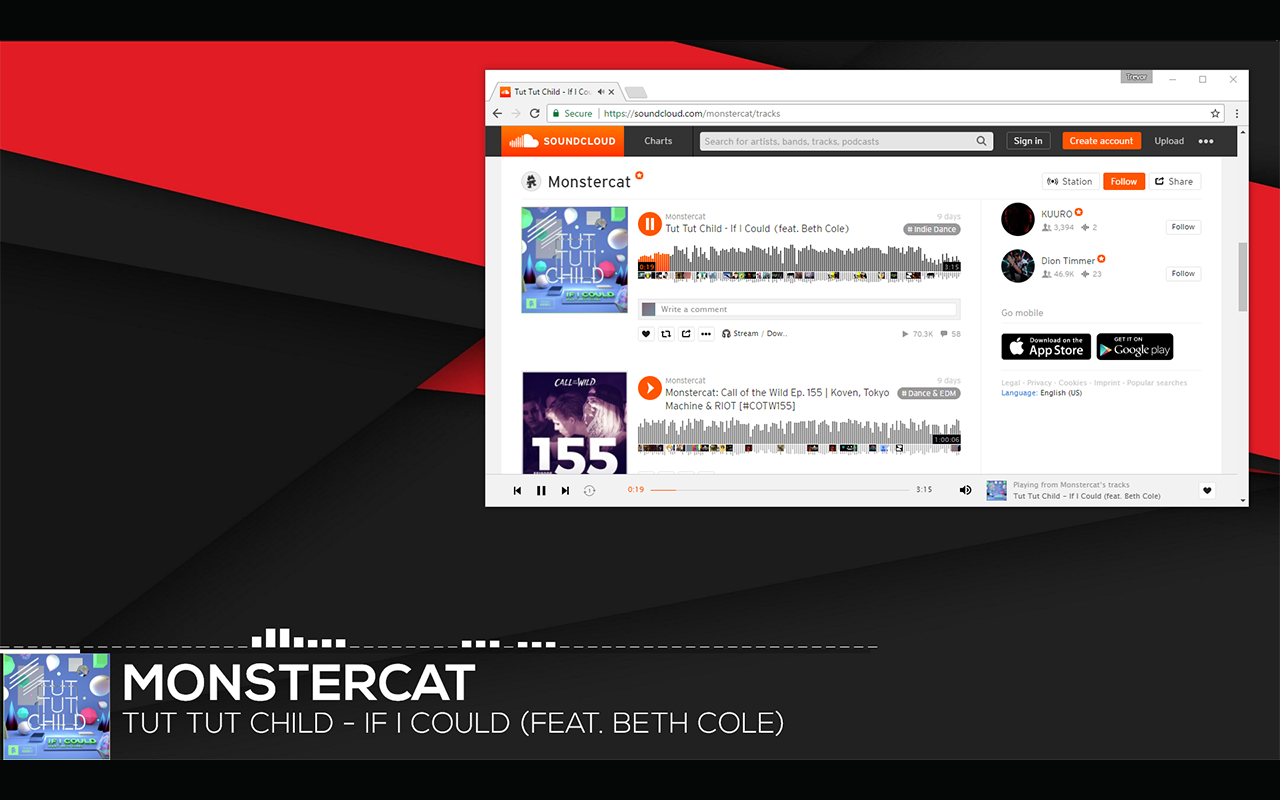 Trevor
Tut Tut Child - If I Cou
Secure
https://soundcloud.com/monstercat/tracks
SOUNDCLOUD
Charts
Search for artists, bands, tracks, podcasts
Sign in
Create account
Upload
Monstercat
Station
Follow
Share
TUT
TUT
CHILD
IF I COULD
Monstercat
9 days
Tut Tut Child - If I Could (feat. Beth Cole)
# Indie Dance
0:19
3:15
Write a comment
Stream / Dow...
70.3K
58
CALL OF THE WILD
155
Monstercat
9 days
Monstercat: Call of the Wild Ep. 155 | Koven, Tokyo
Machine & RIOT [#COTW155]
# Dance & EDM
1:00:06
KUURO
3,394
2
Follow
Dion Timmer
46.9K
23
Follow
Go mobile
Download on the
App Store
GET IT ON
Google play
Legal - Privacy - Cookies - Imprint - Popular searches
Language: English (US)
0:19
3:15
Playing from Monstercat's tracks
Tut Tut Child - If I Could (feat. Beth Cole)
TUT
TUT
CHILD
IF I COULD
MONSTERCAT
TUT TUT CHILD - IF I COULD (FEAT. BETH COLE)